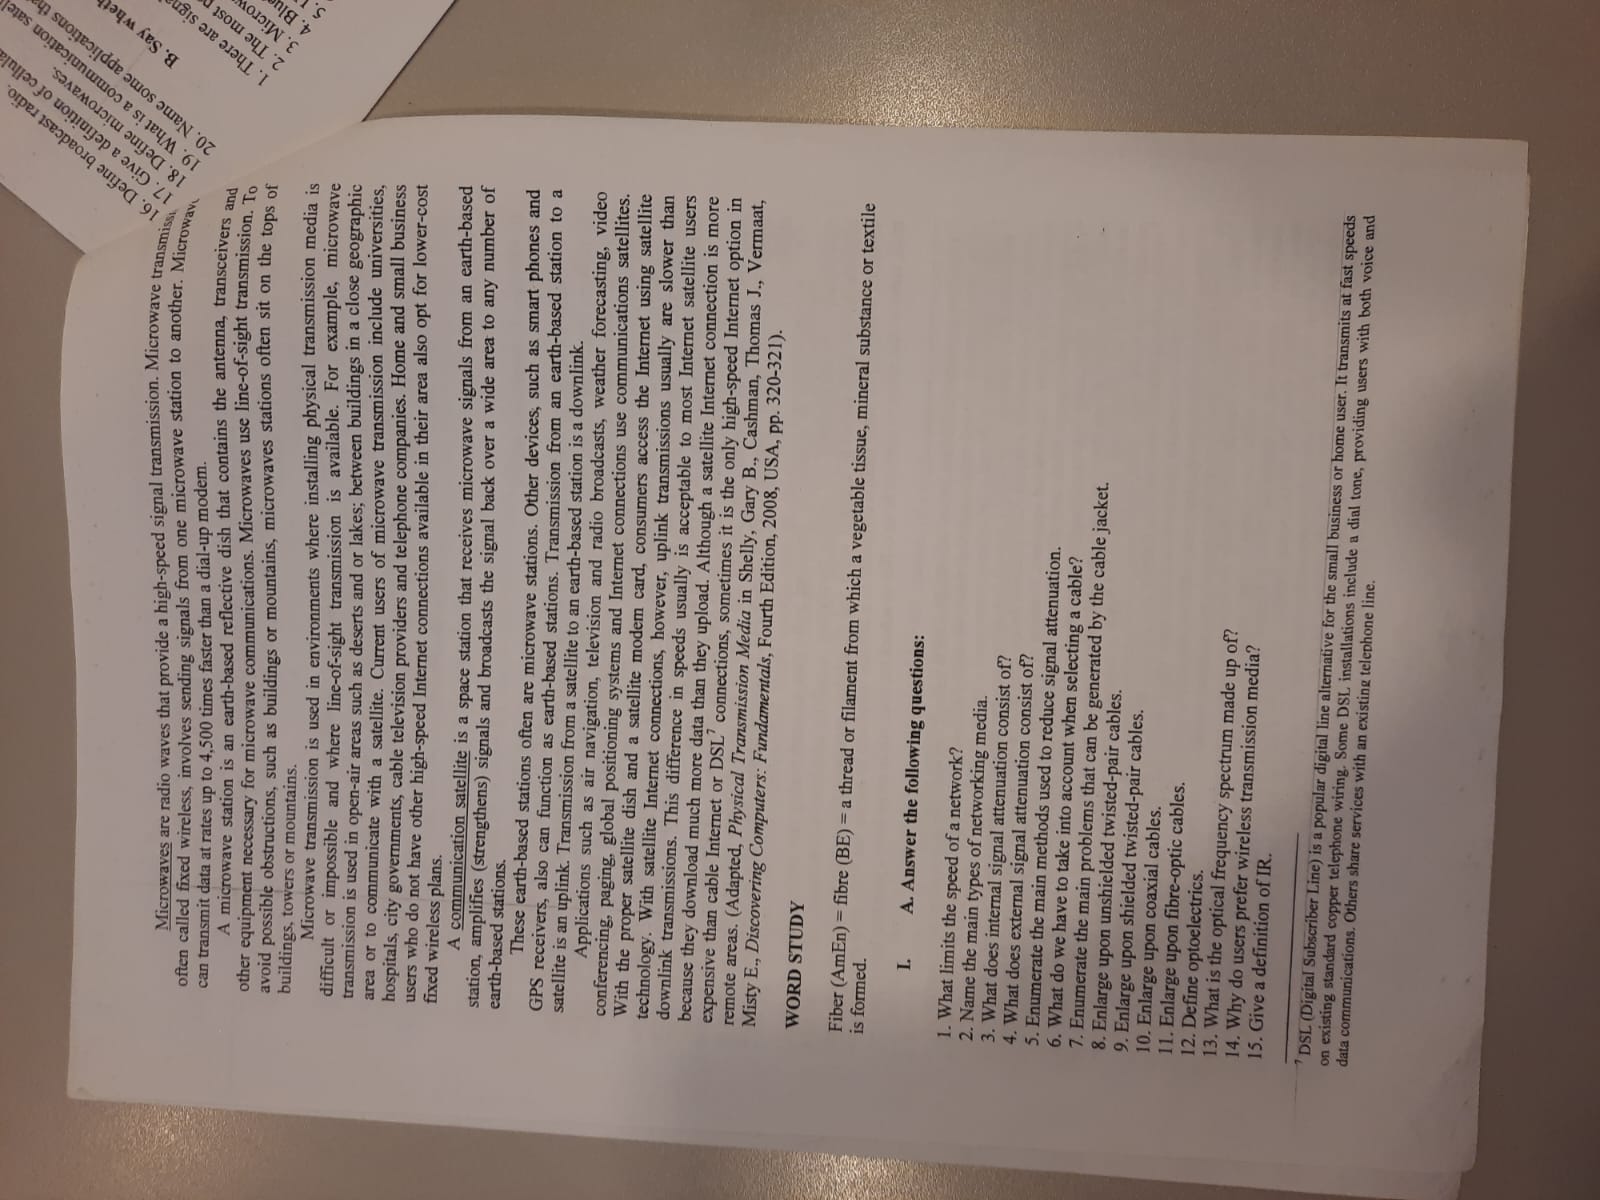 Microwaves are radio waves that provide a high-speed signal transmission. Microwave
often called fixed wireless, involves sending signals from one microwave station to another.
can transmit data at rates up to 4,500 times faster than a dial-up modem.
A microwave station is an earth-based reflective dish that contains the antenna, transceivers and
other equipment necessary for microwave communications. Microwaves use line-of-sight transmission. To
avoid possible obstructions, such as buildings or mountains, microwaves stations often sit on the tops of
buildings, towers or mountains.
Microwave transmission is used in environments where installing physical transmission media is
difficult or impossible and where line-of-sight transmission is available. For example, microwave
transmission is used in open-air areas such as deserts and or lakes; between buildings in a close geographic
area or to communicate with a satellite. Current users of microwave transmission include universities,
hospitals, city governments, cable television providers and telephone companies. Home and small business
users who do not have other high-speed Internet connections available in their area also opt for lower-cost
fixed wireless plans.
A communication satellite is a space station that receives microwave signals from an earth-based
station, amplifies (strengthens) signals and broadcasts the signal back over a wide area to any number of
earth-based stations.
These earth-based stations often are microwave stations. Other devices, such as smart phones and
GPS receivers, also can function as earth-based stations. Transmission from an earth-based station to a
satellite is an uplink. Transmission from a satellite to an earth-based station is a downlink.
Applications such as air navigation, television and radio broadcasts, weather forecasting, video
conferencing, paging, global positioning systems and Internet connections use communications satellites.
With the proper satellite dish and a satellite modem card, consumers access the Internet using satellite
technology. With satellite Internet connections, however, uplink transmissions usually are slower than
downlink transmissions. This difference in speeds usually is acceptable to most Internet satellite users
because they download much more data than they upload. Although a satellite Internet connection is more
expensive than cable Internet or DSL⁷ connections, sometimes it is the only high-speed Internet option in
remote areas. (Adapted, Physical Transmission Media in Shelly, Gary B., Cashman, Thomas J., Vermaat,
Misty E., Discovering Computers: Fundamentals, Fourth Edition, 2008, USA, pp. 320-321).
WORD STUDY
Fiber (AmEn) = fibre (BE) = a thread or filament from which a vegetable tissue, mineral substance or textile
is formed.
I. A. Answer the following questions:
1. What limits the speed of a network?
2. Name the main types of networking media.
3. What does internal signal attenuation consist of?
4. What does external signal attenuation consist of?
5. Enumerate the main methods used to reduce signal attenuation.
6. What do we have to take into account when selecting a cable?
7. Enumerate the main problems that can be generated by the cable jacket.
8. Enlarge upon unshielded twisted-pair cables.
9. Enlarge upon shielded twisted-pair cables.
10. Enlarge upon coaxial cables.
11. Enlarge upon fibre-optic cables.
12. Define optoelectrics.
13. What is the optical frequency spectrum made up of?
14. Why do users prefer wireless transmission media?
15. Give a definition of IR.
⁷ DSL (Digital Subscriber Line) is a popular digital line alternative for the small business or home user. It transmits at fast speeds
on existing standard copper telephone wiring. Some DSL installations include a dial tone, providing users with both voice and
data communications. Others share services with an existing telephone line.
16. Define broadcast radio.
17. Give a definition of
18. Define microwaves.
19. What is a communication
20. Name some applications
B. Say
1. There are
2. The most
3.
4.
5.